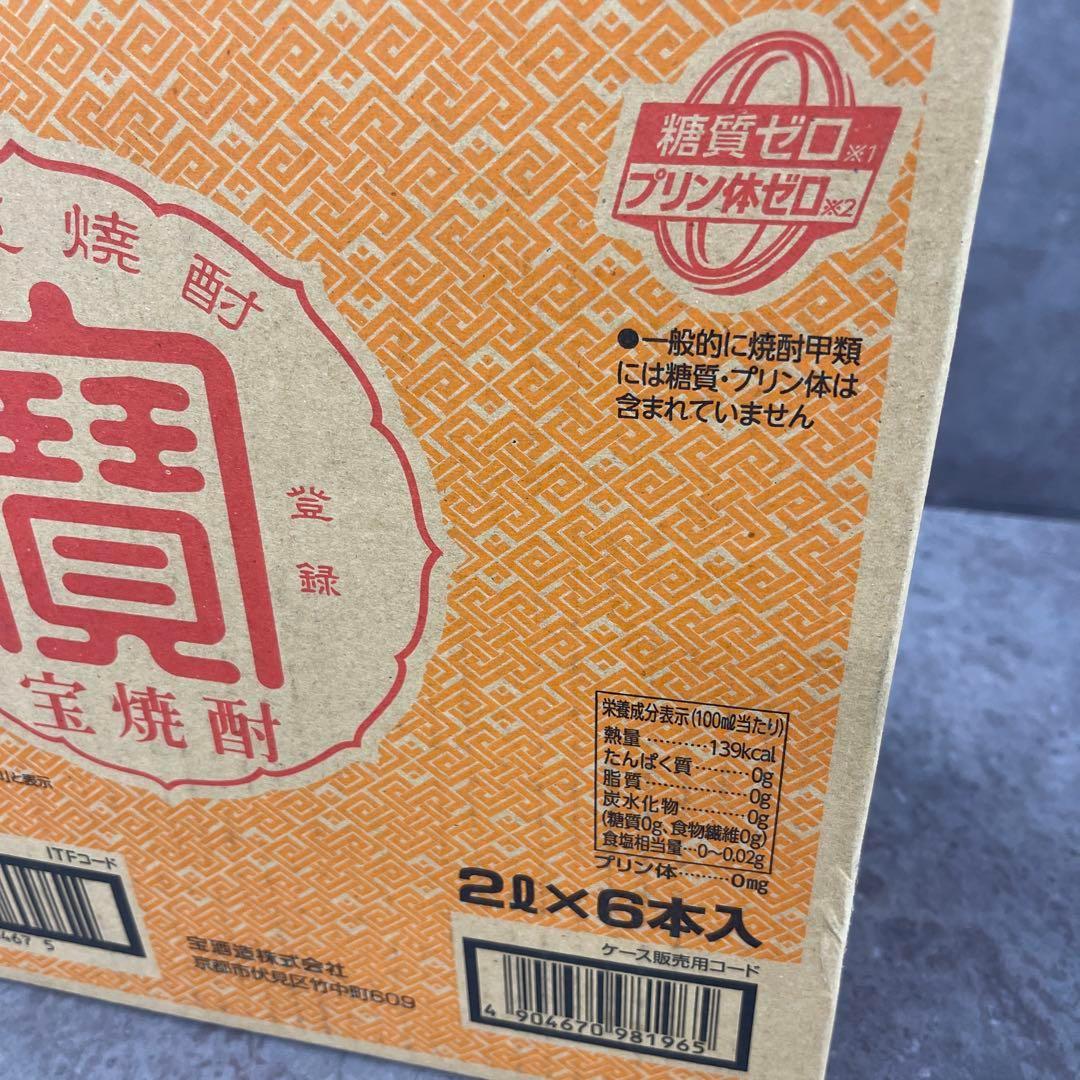 糖質ゼロ※1
プリン体ゼロ※2
●一般的に焼酎甲類
には糖質・プリン体は
含まれていません
焼酎
寶
登録
宝焼酎
と表示
栄養成分表示(100㎖当たり)
熱量………139kcal
たんぱく質………0g
脂質………………0g
炭水化物…………0g
(糖質0g、食物繊維0g)
食塩相当量…0〜0.02g
プリン体………0mg
2ℓ×6本入
ITFコード
467 5
宝酒造株式会社
京都市伏見区竹中町609
ケース販売用コード
4 904670 981965